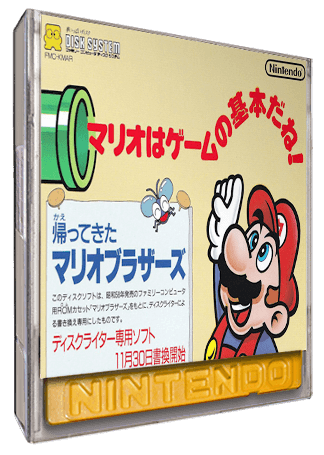 DISK SYSTEM
FMC-KMAR
Nintendo
マリオはゲームの基本だね!
かえ
帰ってきた
マリオブラザーズ
このディスクソフトは、昭和58年発売のファミリーコンピュータ
用ROMカセット「マリオブラザーズ」をもとに、ディスクライターによ
る書き換え専用にしたものです。
ディスクライター専用ソフト
11月30日書換開始
NINTENDO